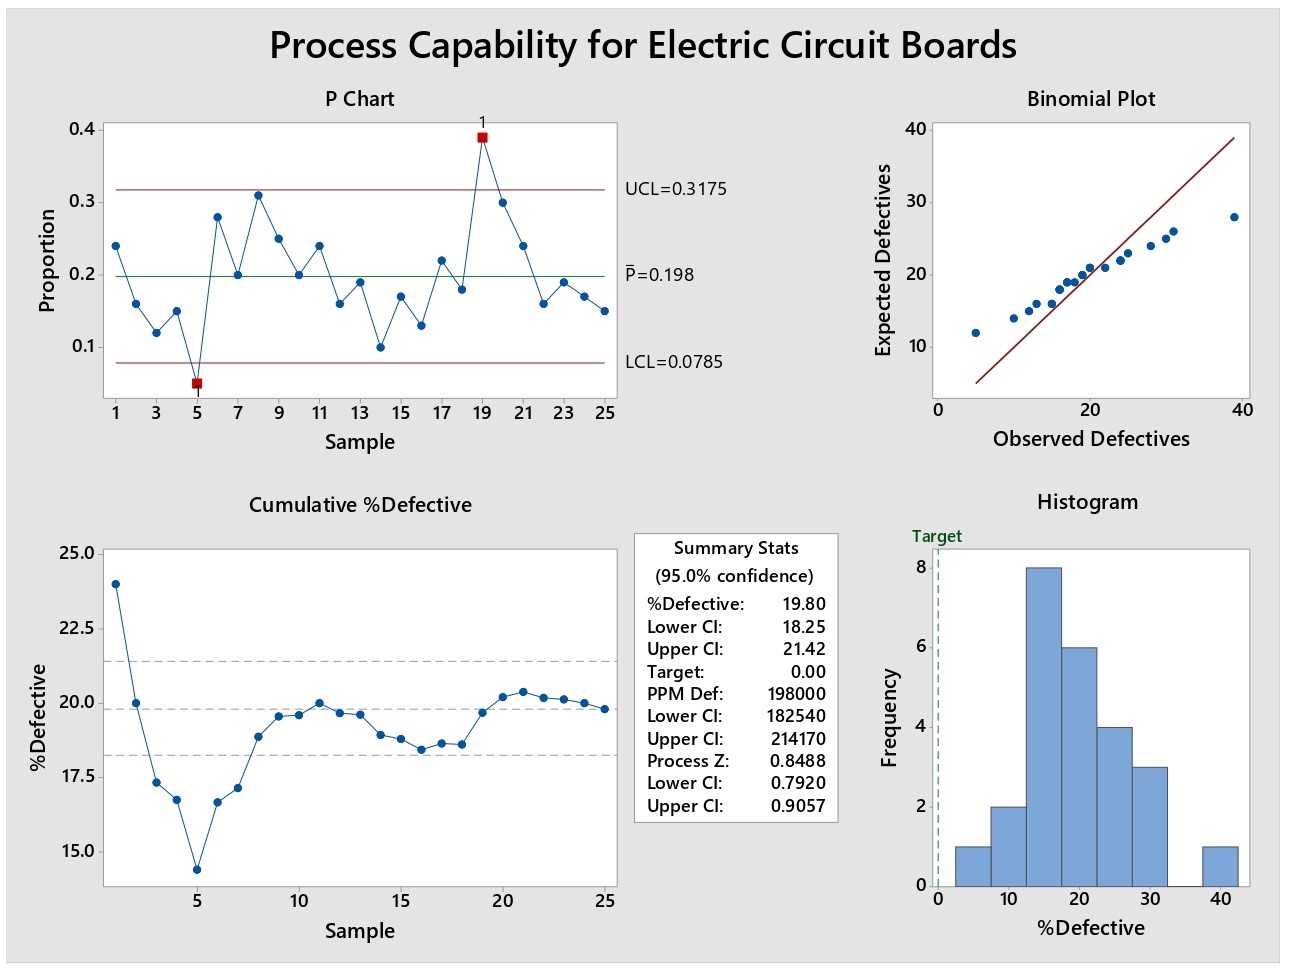 Process Capability for Electric Circuit Boards
P Chart
1
0.4
0.3
0.2
0.1
Proportion
UCL=0.3175
P̄=0.198
LCL=0.0785
1
1 3 5 7 9 11 13 15 17 19 21 23 25
Sample
Binomial Plot
40
30
20
10
Expected Defectives
0 20 40
Observed Defectives
Cumulative %Defective
25.0
22.5
20.0
17.5
15.0
%Defective
5 10 15 20 25
Sample
Summary Stats
(95.0% confidence)
%Defective: 19.80
Lower CI: 18.25
Upper CI: 21.42
Target: 0.00
PPM Def: 198000
Lower CI: 182540
Upper CI: 214170
Process Z: 0.8488
Lower CI: 0.7920
Upper CI: 0.9057
Histogram
Target
8
6
4
2
0
Frequency
0 10 20 30 40
%Defective